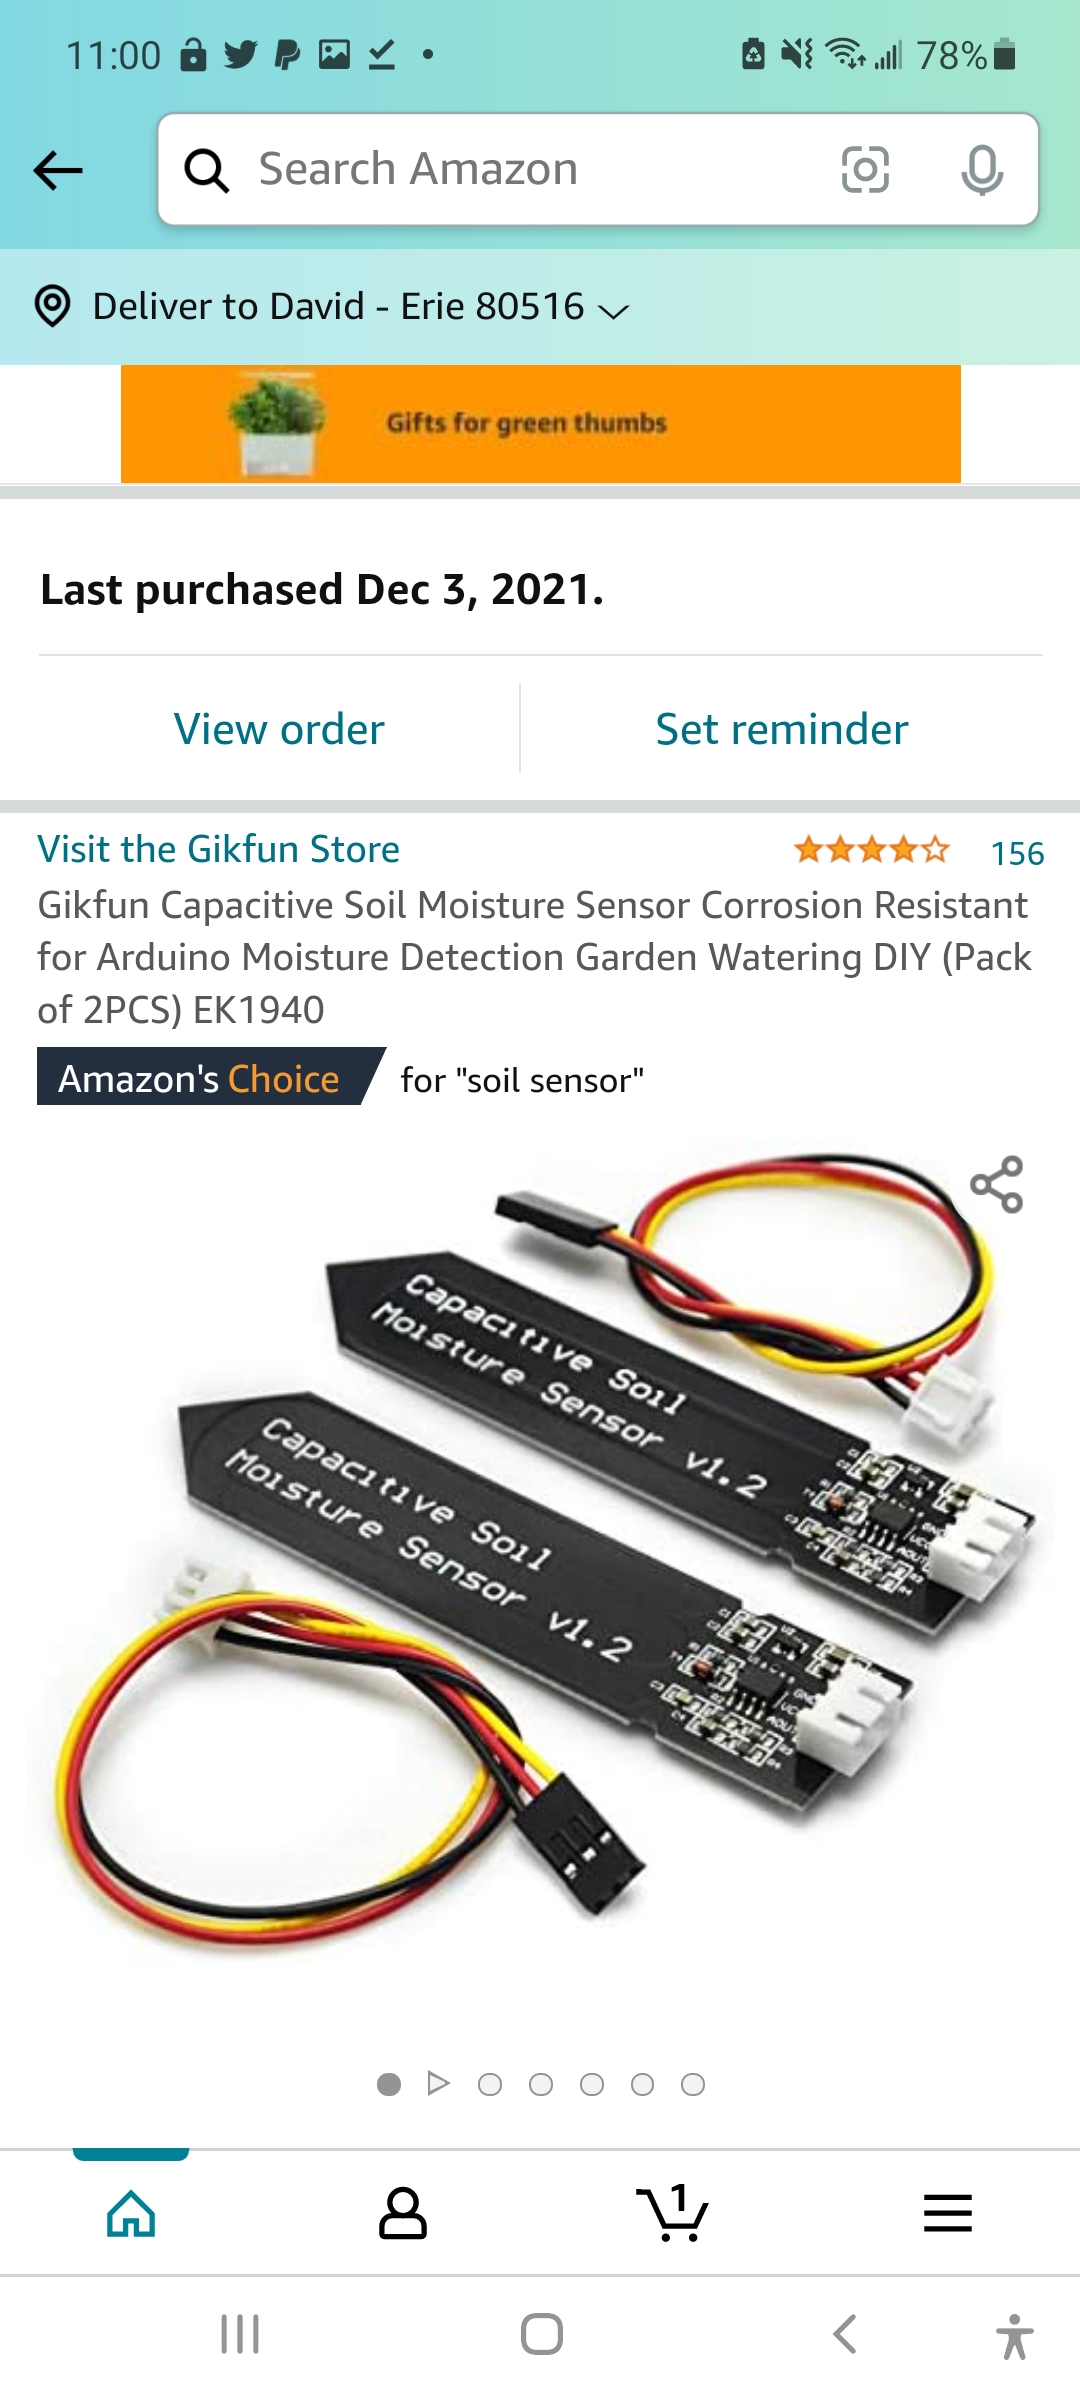 11:00
78%
Search Amazon
Deliver to David - Erie 80516
Gifts for green thumbs
Last purchased Dec 3, 2021.
View order
Set reminder
Visit the Gikfun Store
156
Gikfun Capacitive Soil Moisture Sensor Corrosion Resistant
for Arduino Moisture Detection Garden Watering DIY (Pack
of 2PCS) EK1940
Amazon's Choice for "soil sensor"
Capacitive Soil
Moisture Sensor v1.2
Capacitive Soil
Moisture Sensor v1.2
1